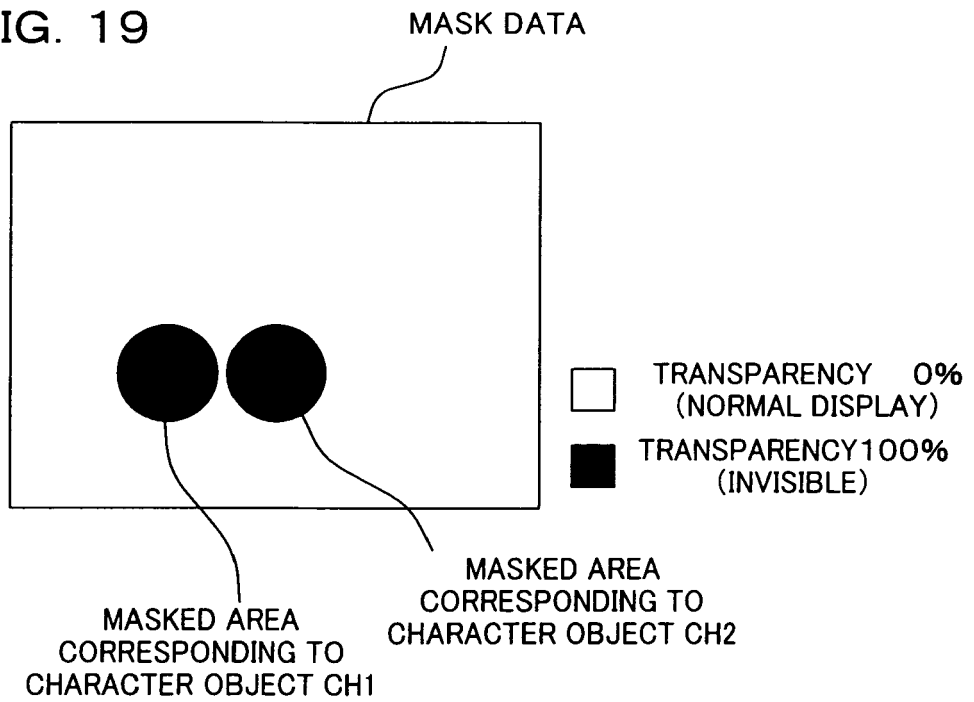 IG. 19
MASK DATA
TRANSPARENCY 0%
(NORMAL DISPLAY)
TRANSPARENCY100%
(INVISIBLE)
MASKED AREA
CORRESPONDING TO
CHARACTER OBJECT CH2
MASKED AREA
CORRESPONDING TO
CHARACTER OBJECT CH1